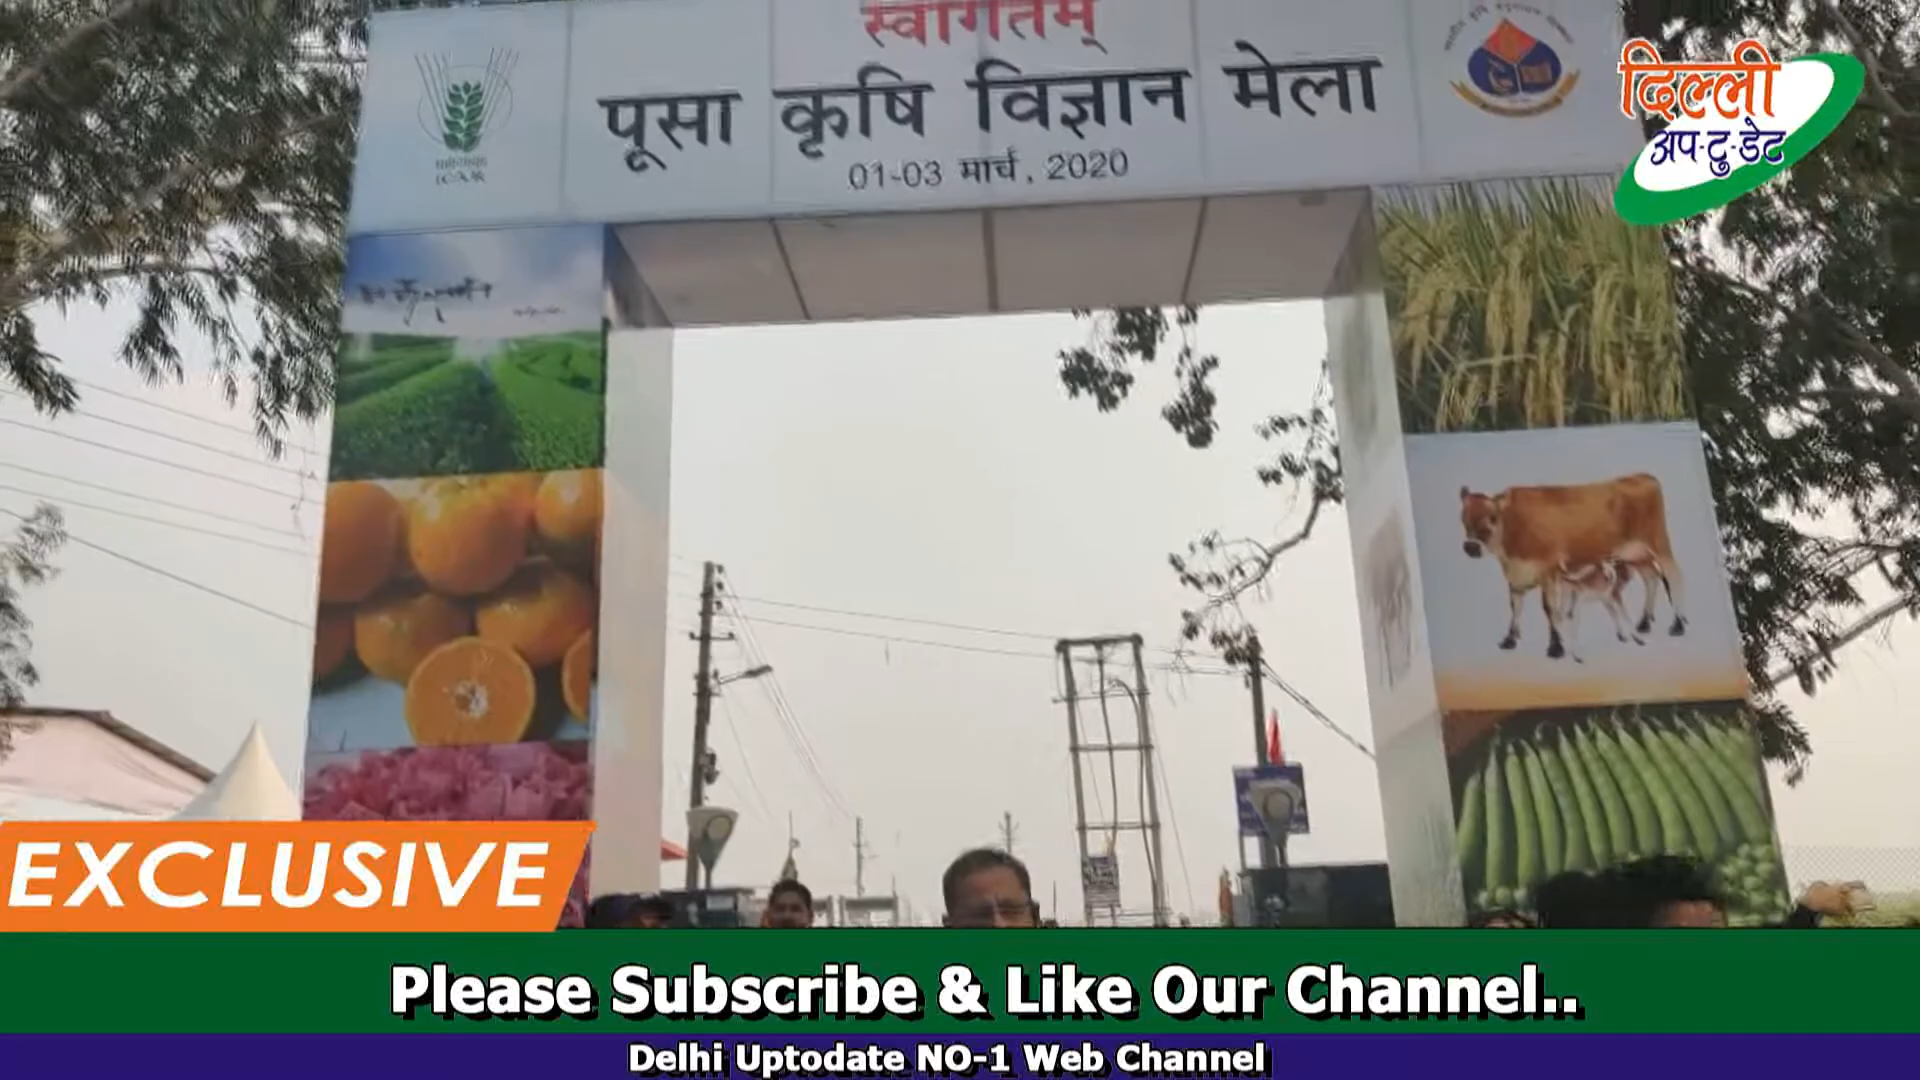 स्वागतम्
पूसा कृषि विज्ञान मेला
01-03 मार्च, 2020
ICAR
दिल्ली
अप-टु-डेट
EXCLUSIVE
Please Subscribe & Like Our Channel..
Delhi Uptodate NO-1 Web Channel